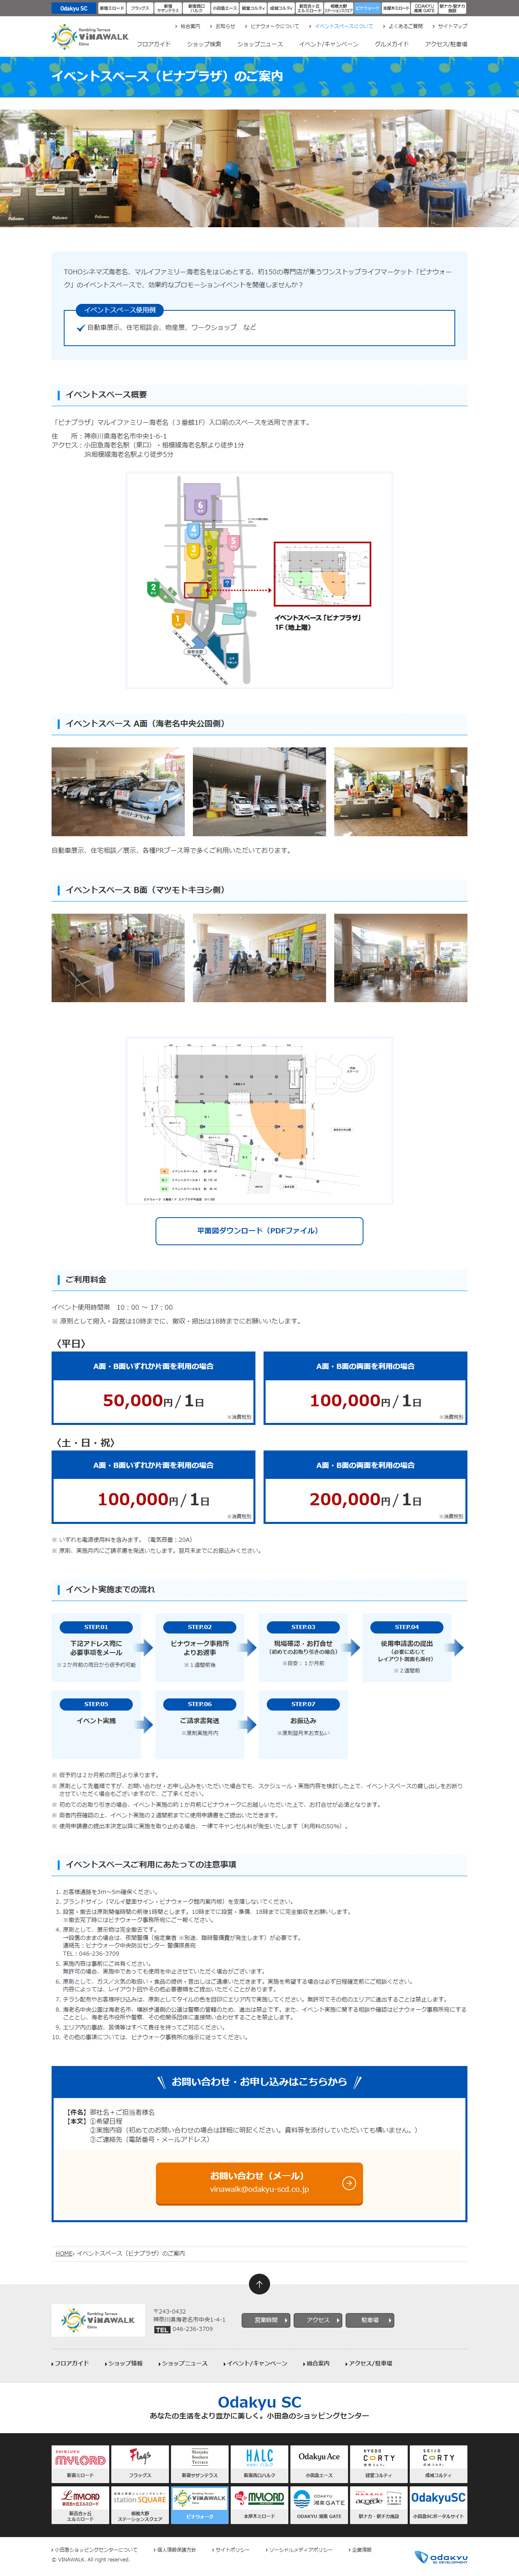 Odakyu SC
新宿ミロード
フラッグス
新宿サザンテラス
新宿西口ハルク
小田急エース
経堂コルティ
成城コルティ
新百合ヶ丘エルミロード
相模大野ステーションスクエア
ビナウォーク
本厚木ミロード
ODAKYU 湘南 GATE
駅ナカ・駅チカ施設
Rambling Terrace
ViNAWALK
Ebina
総合案内
お知らせ
ビナウォークについて
イベントスペースについて
よくあるご質問
サイトマップ
フロアガイド
ショップ検索
ショップニュース
イベント/キャンペーン
グルメガイド
アクセス/駐車場
イベントスペース（ビナプラザ）のご案内
TOHOシネマズ海老名、マルイファミリー海老名をはじめとする、約150の専門店が集うワンストップライフマーケット「ビナウォー
ク」のイベントスペースで、効果的なプロモーションイベントを開催しませんか？
イベントスペース使用例
自動車展示、住宅相談会、物産展、ワークショップ　など
イベントスペース概要
「ビナプラザ」マルイファミリー海老名（３番館1F）入口前のスペースを活用できます。
住　　所：神奈川県海老名市中央1-6-1
アクセス：小田急海老名駅（東口）・相模線海老名駅より徒歩1分
JR相模線海老名駅より徒歩5分
6
5
4
3
2
1
海老名駅
イベントスペース「ビナプラザ」
1F（地上階）
イベントスペース A面（海老名中央公園側）
自動車展示、住宅相談／展示、各種PRブース等で多くご利用いただいております。
イベントスペース B面（マツモトキヨシ側）
平面図ダウンロード（PDFファイル）
ご利用料金
イベント使用時間帯　10：00 ～ 17：00
※ 原則として搬入・設営は10時までに、撤収・搬出は18時までにお願いいたします。
〈平日〉
A面・B面いずれか片面を利用の場合
50,000円 / 1日
※消費税別
A面・B面の両面を利用の場合
100,000円 / 1日
※消費税別
〈土・日・祝〉
A面・B面いずれか片面を利用の場合
100,000円 / 1日
※消費税別
A面・B面の両面を利用の場合
200,000円 / 1日
※消費税別
※ いずれも電源使用料を含みます。（電気容量：20A）
※ 原則、実施月内にご請求書を発送いたします。翌月末までにお振込みください。
イベント実施までの流れ
STEP.01
下記アドレス宛に
必要事項をメール
※２か月前の同日から仮予約可能
STEP.02
ビナウォーク事務所
よりお返事
※１週間前後
STEP.03
現場確認・お打合せ
（初めてのお取り引きの場合）
※目安：１か月前
STEP.04
使用申請書の提出
（必要に応じて
レイアウト図面も添付）
※２週間前
STEP.05
イベント実施
STEP.06
ご請求書発送
※原則実施月内
STEP.07
お振込み
※原則翌月末お支払い
※ 仮予約は２か月前の同日より承ります。
※ 原則として先着順ですが、お問い合わせ・お申し込みをいただいた場合でも、スケジュール・実施内容を検討した上で、イベントスペースの貸し出しをお断り
させていただく場合もございますので、ご了承ください。
※ 初めてのお取り引きの場合、イベント実施の約１か月前にビナウォークにお越しいただいた上で、お打合せが必須となります。
※ 両者内容確認の上、イベント実施の２週間前までに使用申請書をご提出いただきます。
※ 使用申請書の提出本決定以降に実施を取り止める場合、一律でキャンセル料が発生いたします（利用料の50%）。
イベントスペースご利用にあたっての注意事項
1. お客様通路を3m～5m確保ください。
2. ブランドサイン（マルイ壁面サイン・ビナウォーク館内案内板）を支障しないでください。
3. 設営・撤去は原則開催時間の前後1時間とします。10時までに設営・準備、18時までに完全撤収をお願いします。
※撤去完了時にはビナウォーク事務所宛にご一報ください。
4. 原則として、展示物は完全撤去です。
→設置のままの場合は、夜間警備（指定業者 ※別途、臨時警備費が発生します）が必要です。
連絡先：ビナウォーク中央防災センター 警備隊長宛
TEL：046-236-3709
5. 実施内容は事前にご共有ください。
無許可の場合、実施中であっても使用を中止させていただく場合がございます。
6. 原則として、ガス／火気の取扱い・食品の提供・音出しはご遠慮いただきます。実施を希望する場合は必ず日程確定前にご相談ください。
内容によっては、レイアウト図やその他必要書類をご提出いただくことがあります。
7. チラシ配布やお客様呼び込みは、原則としてタイルの色を目印にエリア内で実施してください。無許可でその他のエリアに進出することは禁止します。
8. 海老名中央公園は海老名市用、横断歩道側の公道は警察の管轄のため、進出は禁止です。また、イベント実施に関する相談や確認はビナウォーク事務所宛にする
こととし、海老名市役所や警察、その他関係団体に直接問い合わせすることを禁止します。
9. エリア内の事故、苦情等はすべて責任を持ってご対応ください。
10. その他の事項については、ビナウォーク事務所の指示に従ってください。
お問い合わせ・お申し込みはこちらから
【件名】御社名＋ご担当者様名
【本文】①希望日程
②実施内容（初めてのお問い合わせの場合は詳細に明記ください。資料等を添付していただいても構いません。）
③ご連絡先（電話番号・メールアドレス）
お問い合わせ（メール）
vinawalk@odakyu-scd.co.jp
HOME› イベントスペース（ビナプラザ）のご案内
Rambling Terrace
ViNAWALK
Ebina
〒243-0432
神奈川県海老名市中央1-4-1
TEL 046-236-3709
営業時間
アクセス
駐車場
フロアガイド
ショップ情報
ショップニュース
イベント/キャンペーン
総合案内
アクセス/駐車場
Odakyu SC
あなたの生活をより豊かに美しく。小田急のショッピングセンター
SHINJUKU MYLORD
新宿ミロード
Flags
フラッグス
Shinjuku Southern Terrace
新宿サザンテラス
HALC
新宿西口ハルク
Odakyu Ace
小田急エース
KYODO CORTY
経堂コルティ
SEIJO CORTY
成城コルティ
L-MYLORD
新百合ヶ丘
エルミロード
station SQUARE
相模大野
ステーションスクエア
ViNAWALK
ビナウォーク
MYLORD
本厚木ミロード
湘南GATE
ODAKYU 湘南 GATE
acorde
駅ナカ・駅チカ施設
OdakyuSC
小田急SCポータルサイト
小田急ショッピングセンターについて
個人情報保護方針
サイトポリシー
ソーシャルメディアポリシー
企業情報
© VINAWALK. All right reserved.
odakyu
SC DEVELOPMENT